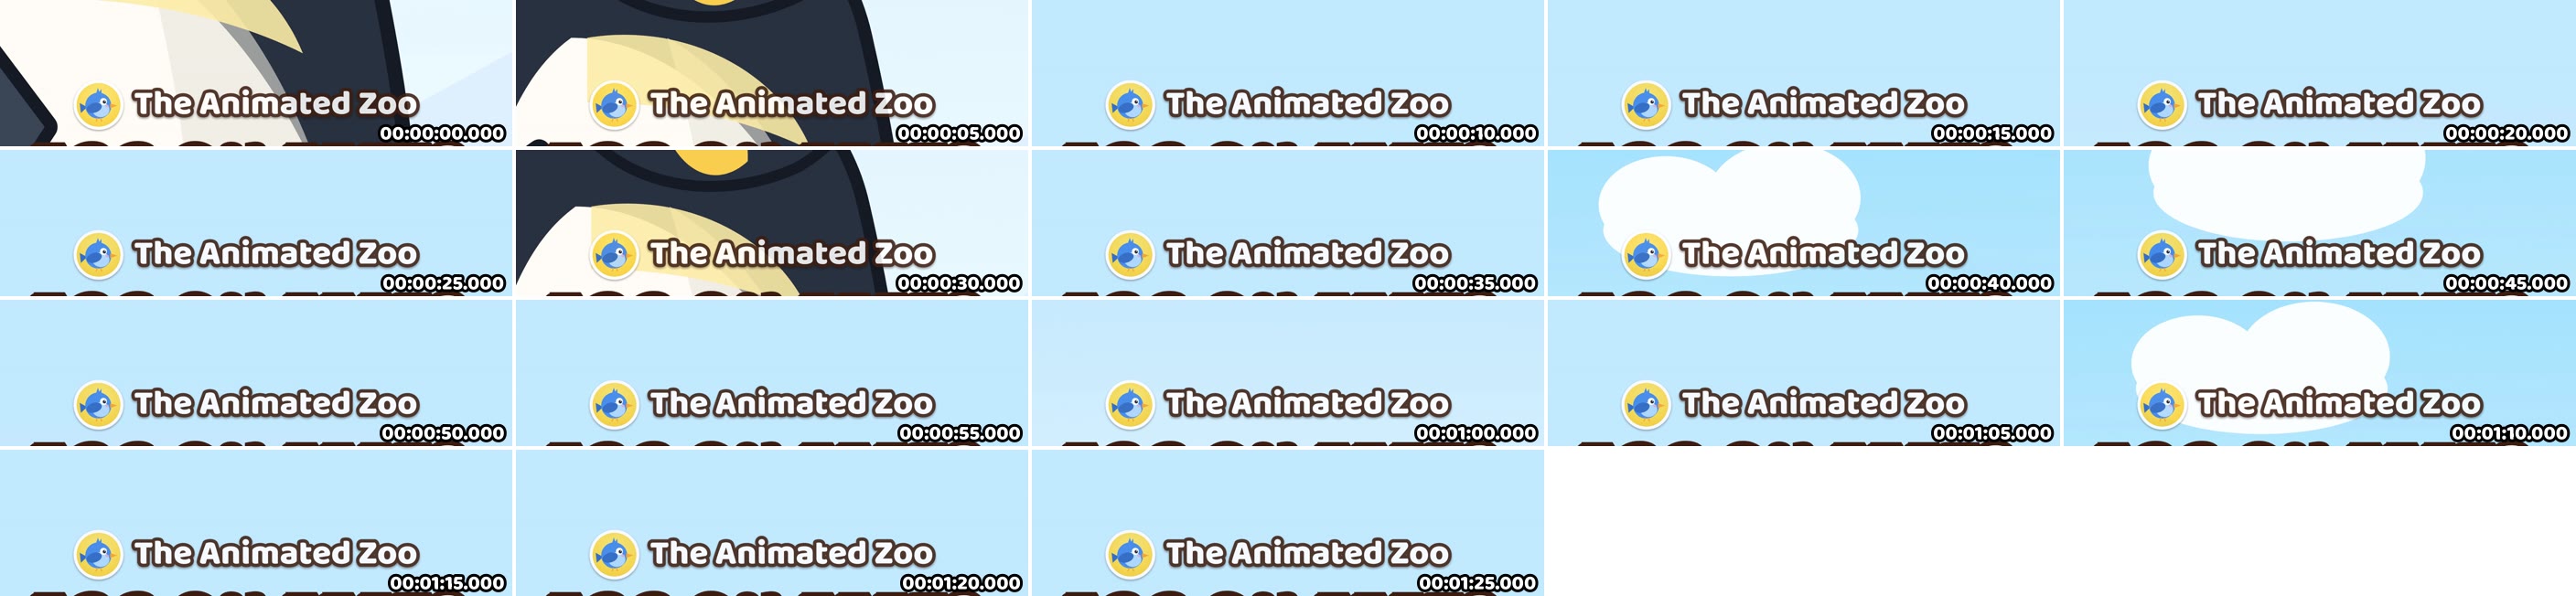 The Animated Zoo
00:00:00.000
The Animated Zoo
00:00:05.000
The Animated Zoo
00:00:10.000
The Animated Zoo
00:00:15.000
The Animated Zoo
00:00:20.000
The Animated Zoo
00:00:25.000
The Animated Zoo
00:00:30.000
The Animated Zoo
00:00:35.000
The Animated Zoo
00:00:40.000
The Animated Zoo
00:00:45.000
The Animated Zoo
00:00:50.000
The Animated Zoo
00:00:55.000
The Animated Zoo
00:01:00.000
The Animated Zoo
00:01:05.000
The Animated Zoo
00:01:10.000
The Animated Zoo
00:01:15.000
The Animated Zoo
00:01:20.000
The Animated Zoo
00:01:25.000